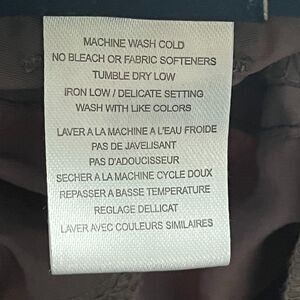 MACHINE WASH COLD
NO BLEACH OR FABRIC SOFTENERS
TUMBLE DRY LOW
IRON LOW / DELICATE SETTING
WASH WITH LIKE COLORS
LAVER A LA MACHINE A L'EAU FROIDE
PAS DE JAVELISANT
PAS D'ADOUCISSEUR
SECHER A LA MACHINE CYCLE DOUX
REPASSER A BASSE TEMPERATURE
REGLAGE DELLICAT
LAVER AVEC COULEURS SIMILAIRES